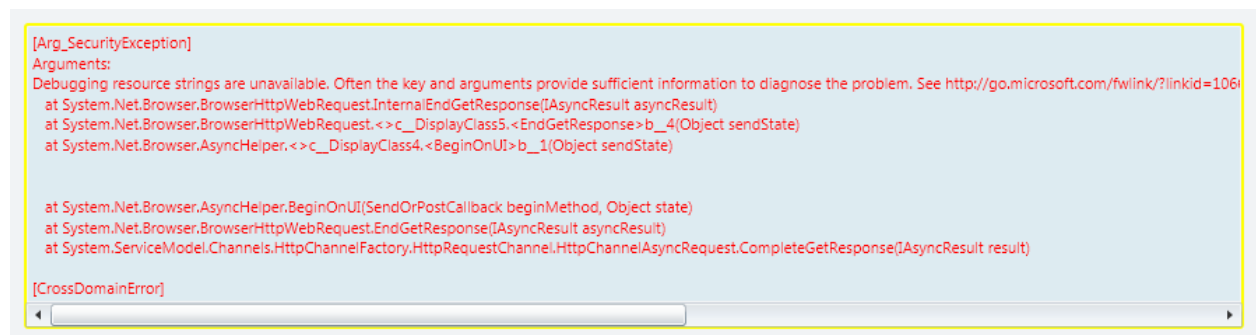 [Arg_SecurityException]
Arguments:
Debugging resource strings are unavailable. Often the key and arguments provide sufficient information to diagnose the problem. See http://go.microsoft.com/fwlink/?linkid=106
at System.Net.Browser.BrowserHttpWebRequest.InternalEndGetResponse(IAsyncResult asyncResult)
at System.Net.Browser.BrowserHttpWebRequest.<>c__DisplayClass5.<EndGetResponse>b__4(Object sendState)
at System.Net.Browser.AsyncHelper.<>c__DisplayClass4.<BeginOnUI>b__1(Object sendState)
at System.Net.Browser.AsyncHelper.BeginOnUI(SendOrPostCallback beginMethod, Object state)
at System.Net.Browser.BrowserHttpWebRequest.EndGetResponse(IAsyncResult asyncResult)
at System.ServiceModel.Channels.HttpChannelFactory.HttpRequestChannel.HttpChannelAsyncRequest.CompleteGetResponse(IAsyncResult result)
[CrossDomainError]